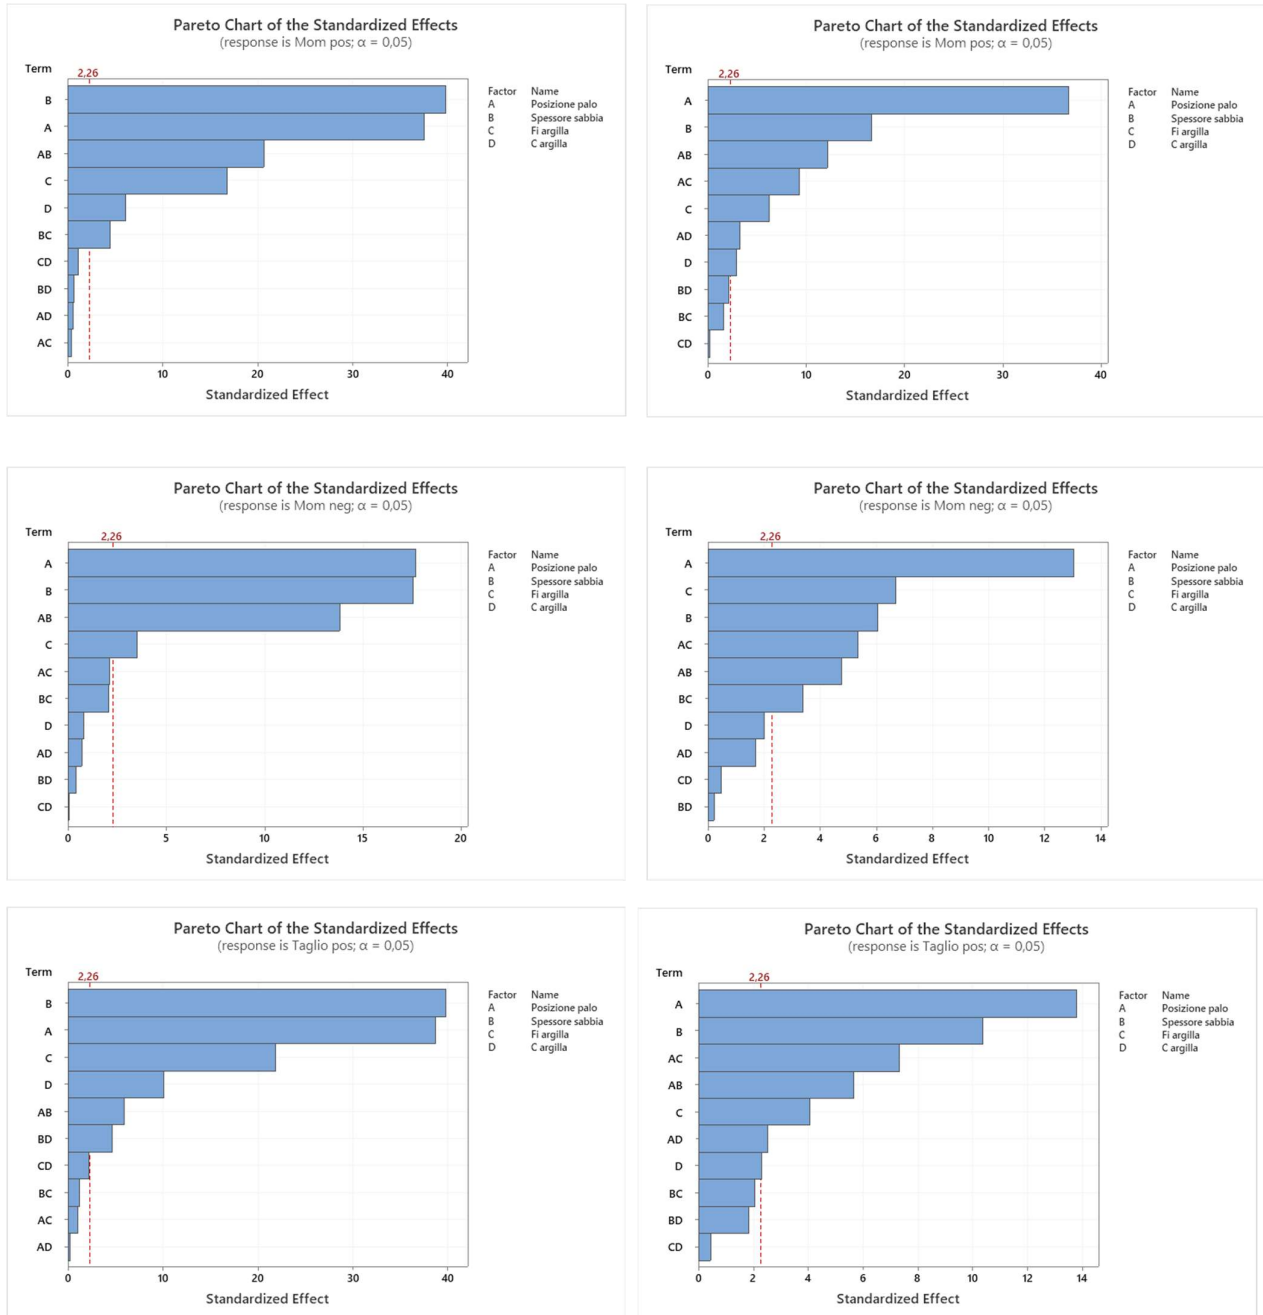 Pareto Chart of the Standardized Effects
(response is Mom pos; α = 0,05)
Term
2,26
Factor Name
A Posizione palo
B Spessore sabbia
C Fi argilla
D C argilla
B
A
AB
C
D
BC
CD
BD
AD
AC
0 10 20 30 40
Standardized Effect
Pareto Chart of the Standardized Effects
(response is Mom pos; α = 0,05)
Term
2,26
Factor Name
A Posizione palo
B Spessore sabbia
C Fi argilla
D C argilla
A
B
AB
AC
C
AD
D
BD
BC
CD
0 10 20 30 40
Standardized Effect
Pareto Chart of the Standardized Effects
(response is Mom neg; α = 0,05)
Term
2,26
Factor Name
A Posizione palo
B Spessore sabbia
C Fi argilla
D C argilla
A
B
AB
C
AC
BC
D
AD
BD
CD
0 5 10 15 20
Standardized Effect
Pareto Chart of the Standardized Effects
(response is Mom neg; α = 0,05)
Term
2,26
Factor Name
A Posizione palo
B Spessore sabbia
C Fi argilla
D C argilla
A
C
B
AC
AB
BC
D
AD
CD
BD
0 2 4 6 8 10 12 14
Standardized Effect
Pareto Chart of the Standardized Effects
(response is Taglio pos; α = 0,05)
Term
2,26
Factor Name
A Posizione palo
B Spessore sabbia
C Fi argilla
D C argilla
B
A
C
D
AB
BD
CD
BC
AC
AD
0 10 20 30 40
Standardized Effect
Pareto Chart of the Standardized Effects
(response is Taglio pos; α = 0,05)
Term
2,26
Factor Name
A Posizione palo
B Spessore sabbia
C Fi argilla
D C argilla
A
B
AC
AB
C
AD
D
BC
BD
CD
0 2 4 6 8 10 12 14
Standardized Effect